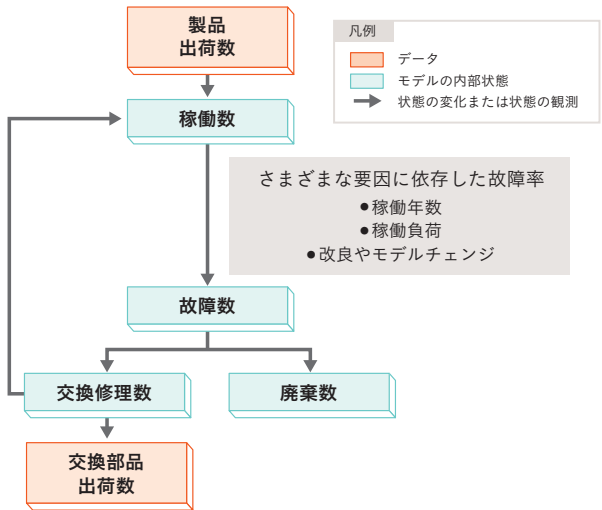 製品
出荷数
凡例
データ
モデルの内部状態
状態の変化または状態の観測
稼働数
さまざまな要因に依存した故障率
●稼働年数
●稼働負荷
●改良やモデルチェンジ
故障数
交換修理数
廃棄数
交換部品
出荷数